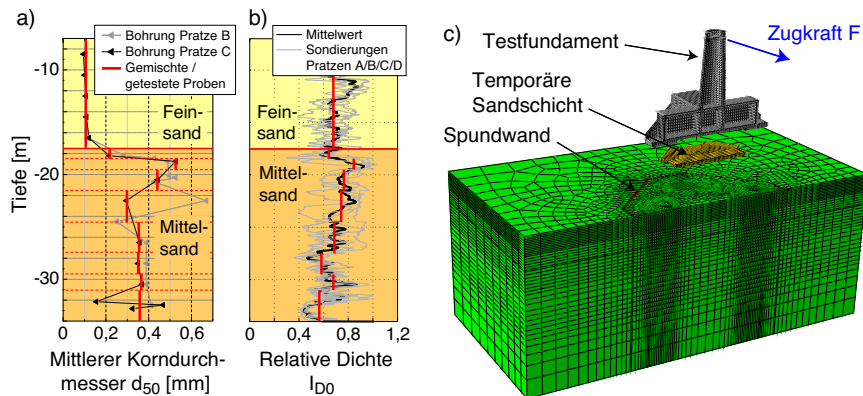 a)
Bohrung Pratze B
Bohrung Pratze C
Gemischte /
getestete Proben
-10
-20
-30
Tiefe [m]
Fein-
sand
Mittel-
sand
0
0,2
0,4
0,6
Mittlerer Korndurch-
messer d50 [mm]
b)
Mittelwert
Sondierungen
Pratzen A/B/C/D
Fein-
sand
Mittel-
sand
0
0,4
0,8
1,2
Relative Dichte
ID0
c)
Testfundament
Zugkraft F
Temporäre
Sandschicht
Spundwand